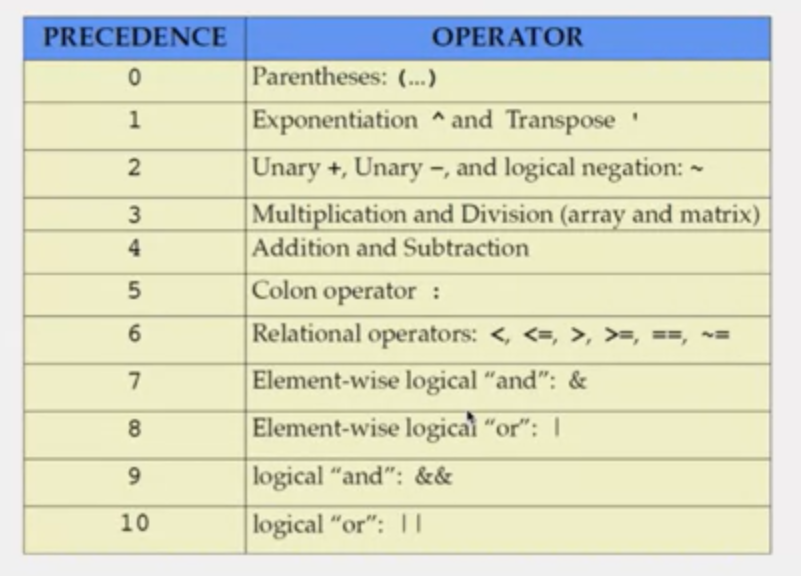 PRECEDENCE OPERATOR
0 Parentheses: (...)
1 Exponentiation ^ and Transpose '
2 Unary +, Unary –, and logical negation: ~
3 Multiplication and Division (array and matrix)
4 Addition and Subtraction
5 Colon operator :
6 Relational operators: <, <=, >, >=, ==, ~=
7 Element-wise logical “and”: &
8 Element-wise logical “or”: |
9 logical “and”: &&
10 logical “or”: ||